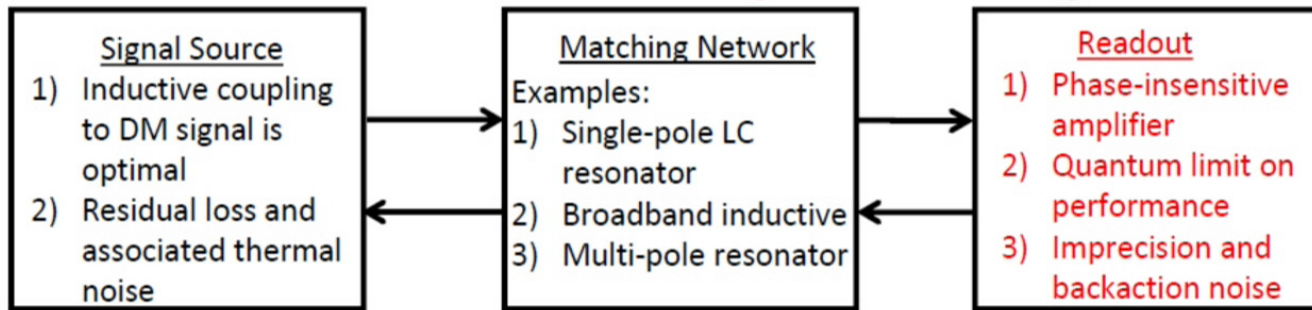 Signal Source
1) Inductive coupling
to DM signal is
optimal
2) Residual loss and
associated thermal
noise
Matching Network
Examples:
1) Single-pole LC
resonator
2) Broadband inductive
3) Multi-pole resonator
Readout
1) Phase-insensitive
amplifier
2) Quantum limit on
performance
3) Imprecision and
backaction noise